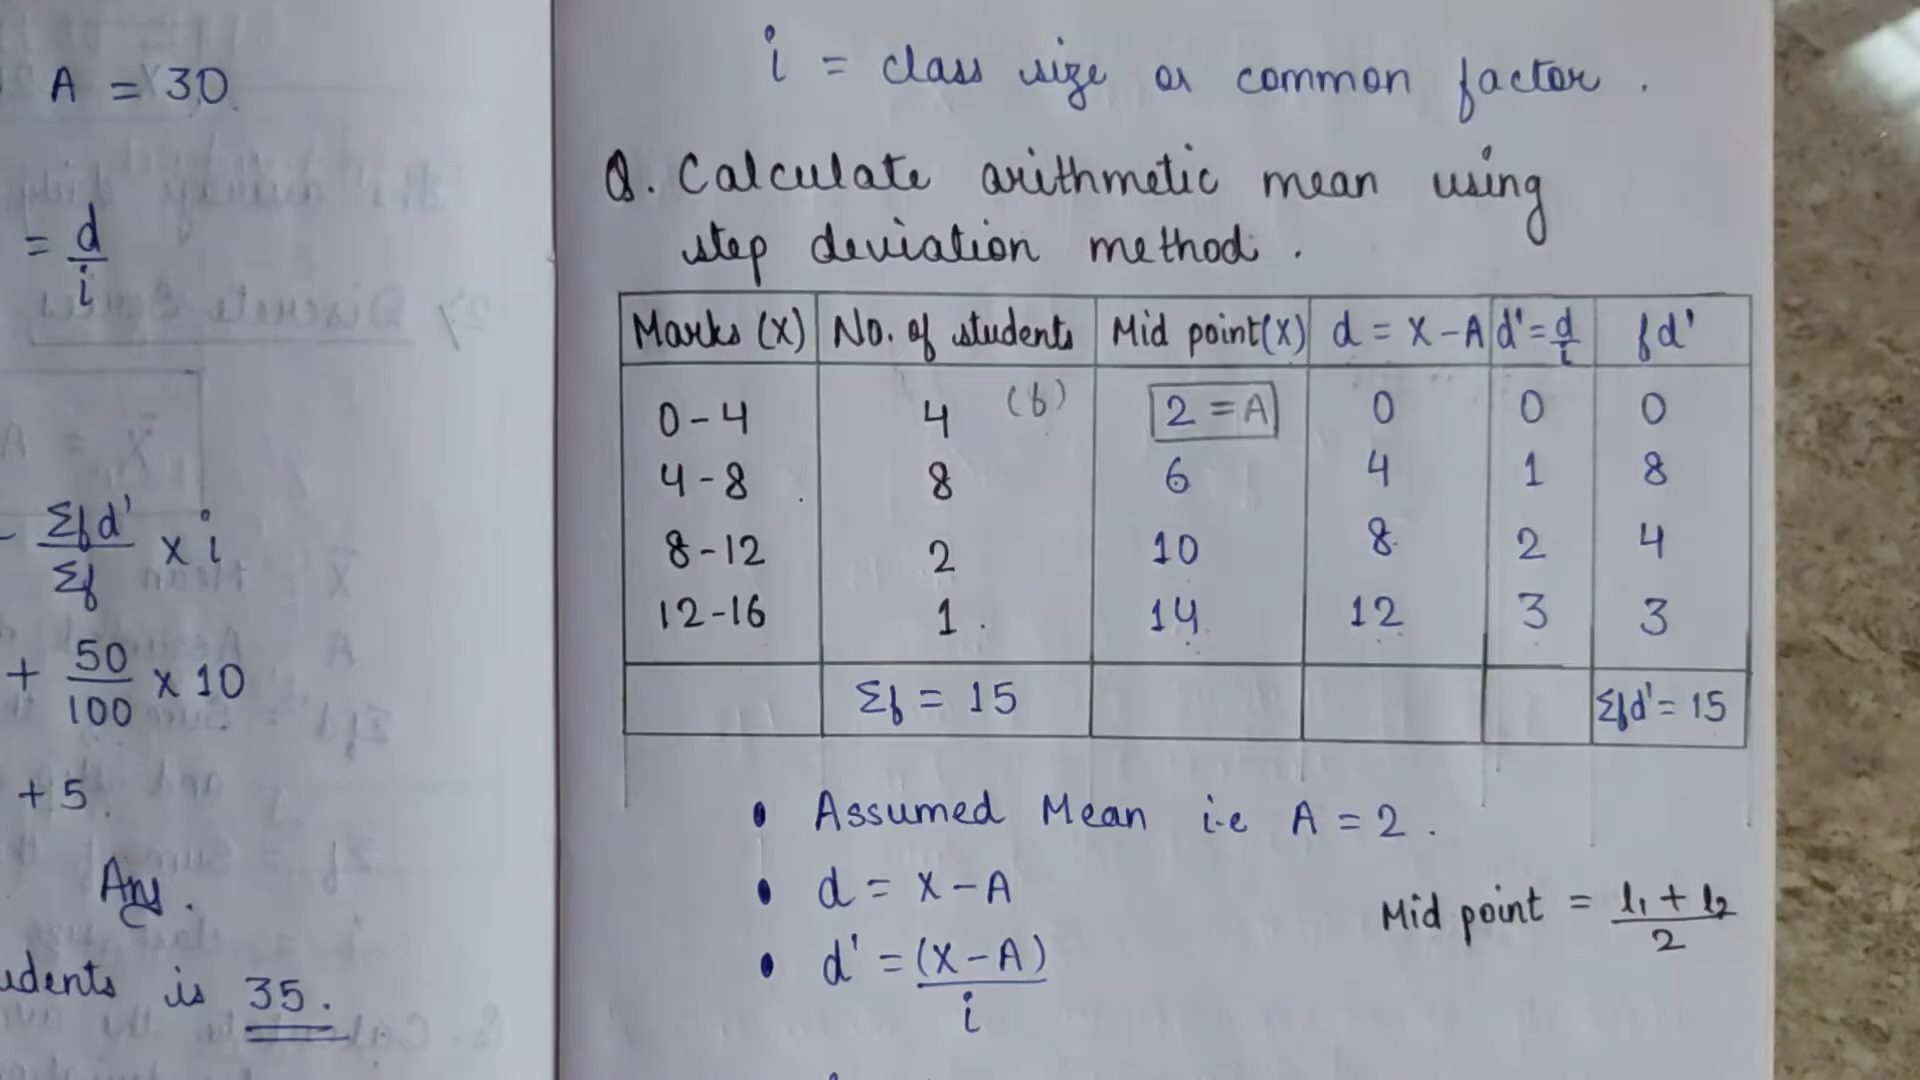 A = 30
= d/i
Σfd'/Σf x i
+ 50/100 x 10
+ 5
Ans.
is 35.
i = class size or common factor.
Q. Calculate arithmetic mean using
step deviation method.
Marks (X) No. of students Mid point(X) d = X - A d' = d/i fd'
0-4 4 (f) 2 = A 0 0 0
4-8 8 6 4 1 8
8-12 2 10 8 2 4
12-16 1 14 12 3 3
Σf = 15 Σfd' = 15
• Assumed Mean i.e A = 2.
• d = X - A
Mid point = l₁ + l₂/2
• d' = (X - A)/i